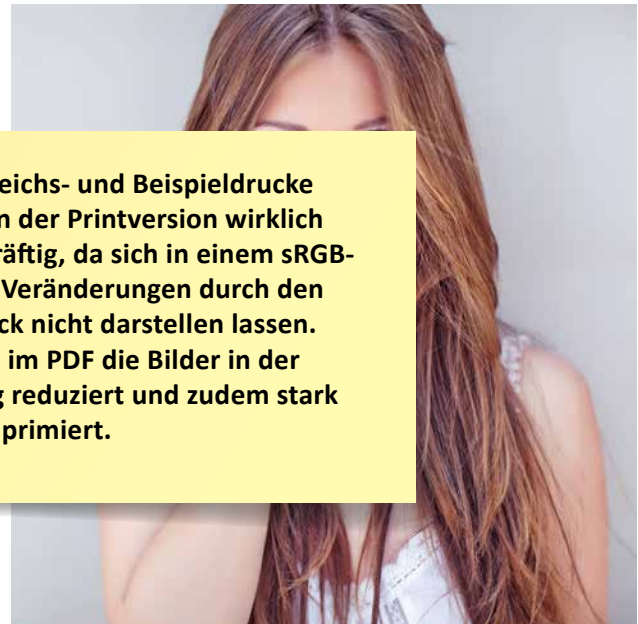 eichs- und Beispieldrucke
n der Printversion wirklich
räftig, da sich in einem sRGB-
Veränderungen durch den
ck nicht darstellen lassen.
im PDF die Bilder in der
g reduziert und zudem stark
primiert.